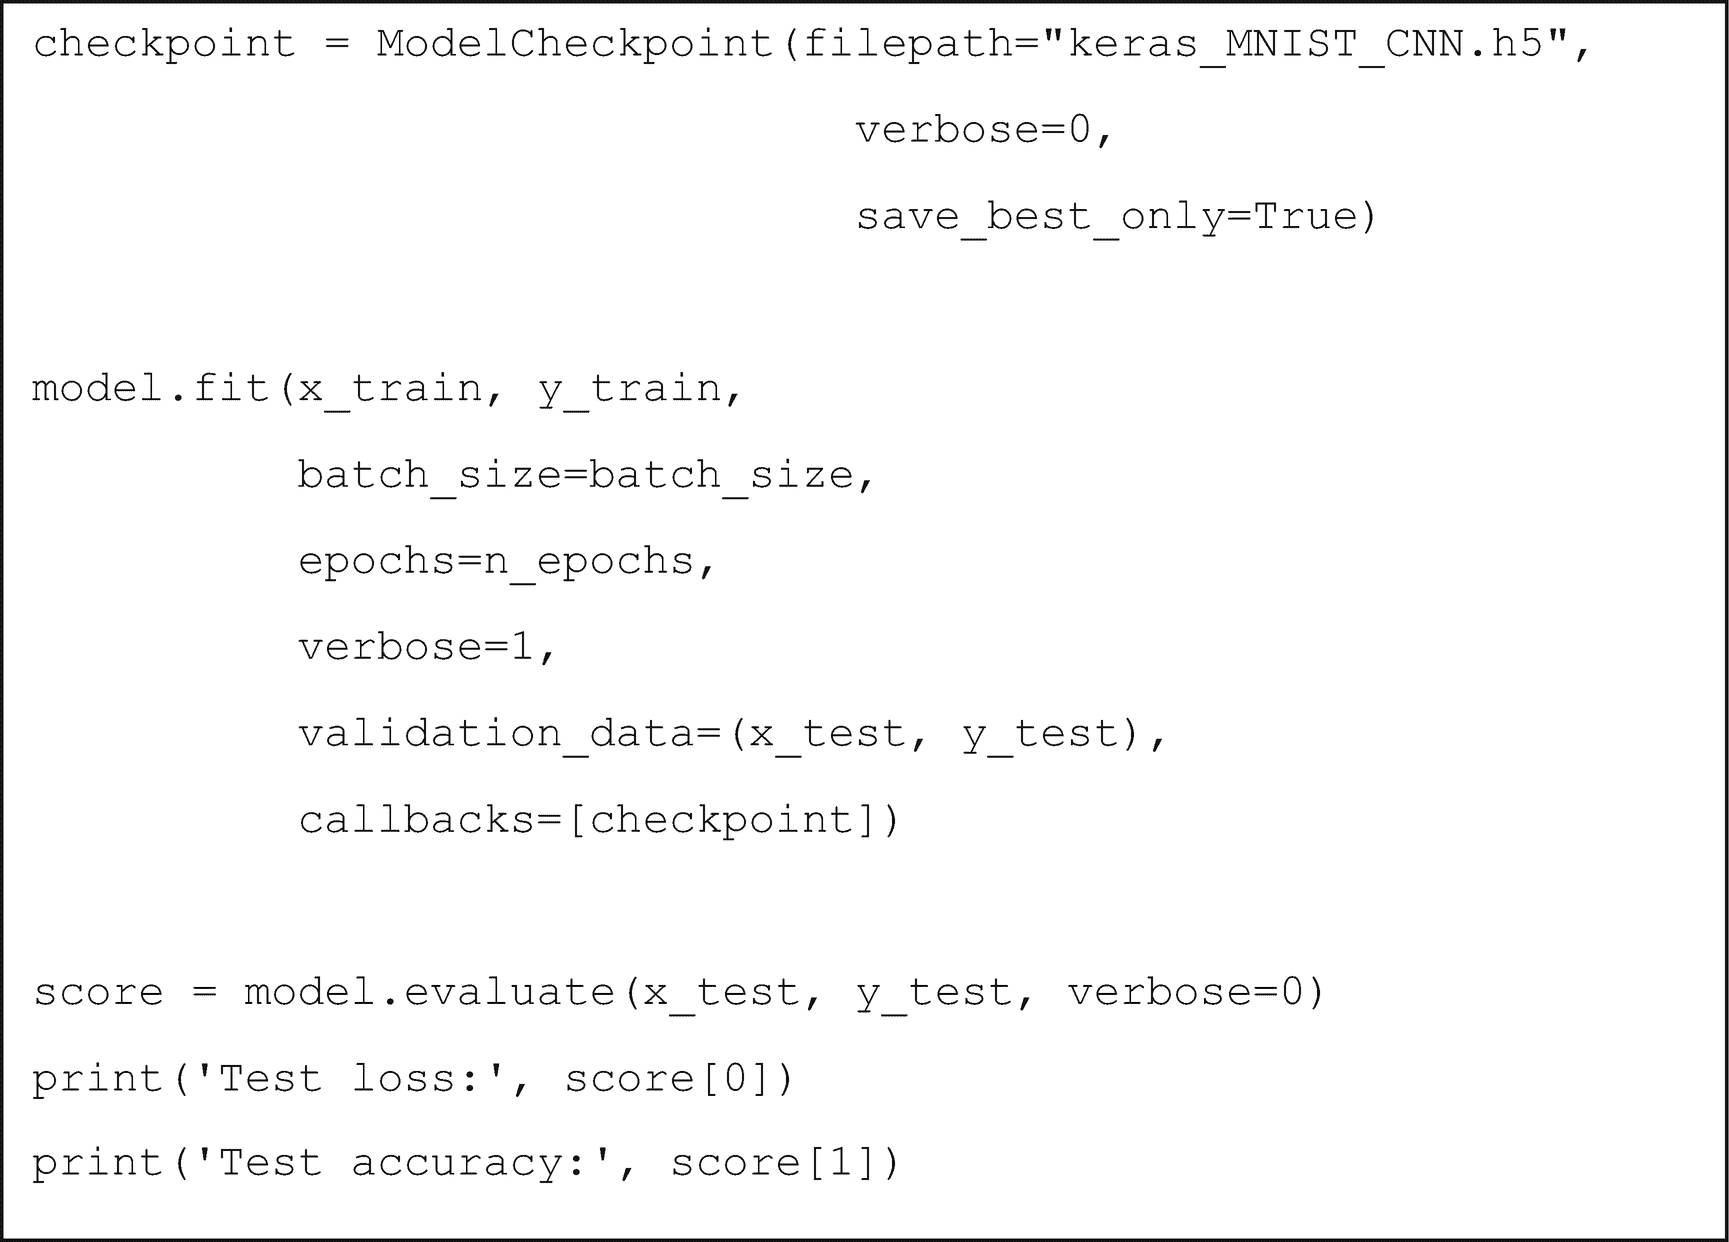 checkpoint = ModelCheckpoint(filepath="keras_MNIST_CNN.h5",
verbose=0,
save_best_only=True)
model.fit(x_train, y_train,
batch_size=batch_size,
epochs=n_epochs,
verbose=1,
validation_data=(x_test, y_test),
callbacks=[checkpoint])
score = model.evaluate(x_test, y_test, verbose=0)
print('Test loss:', score[0])
print('Test accuracy:', score[1])